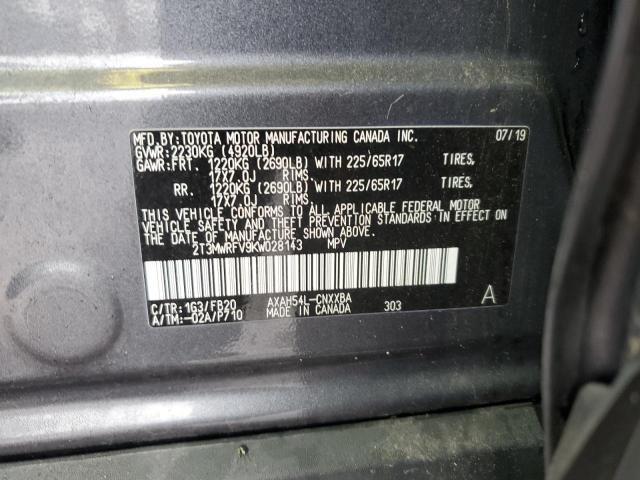 MFD.BY:TOYOTA MOTOR MANUFACTURING CANADA INC. 07/19
GVWR:2230KG (4920LB)
GAWR:FRT. 1220KG (2690LB) WITH 225/65R17 TIRES,
17X7.0J RIMS,
RR. 1220KG (2690LB) WITH 225/65R17 TIRES,
17X7.0J RIMS,
THIS VEHICLE CONFORMS TO ALL APPLICABLE FEDERAL MOTOR
VEHICLE SAFETY AND THEFT PREVENTION STANDARDS IN EFFECT ON
THE DATE OF MANUFACTURE SHOWN ABOVE.
2T3MWRFV9KW028143 MPV
C/TR:1G3/FB20 AXAH54L-CNXXBA A
A/TM:-02A/P710 MADE IN CANADA 303